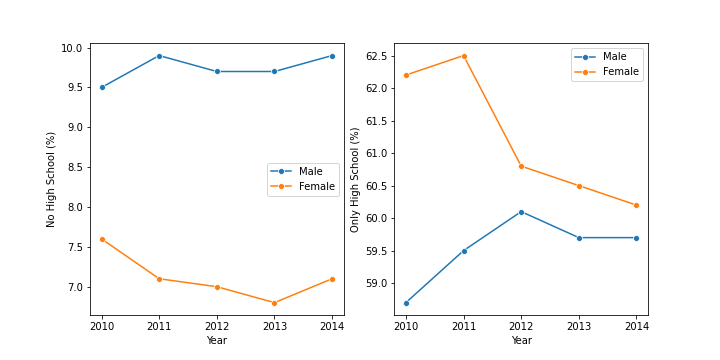 No High School (%)
10.0
9.5
9.0
8.5
8.0
7.5
7.0
2010 2011 2012 2013 2014
Year
Male
Female
Only High School (%)
62.5
62.0
61.5
61.0
60.5
60.0
59.5
59.0
2010 2011 2012 2013 2014
Year
Male
Female